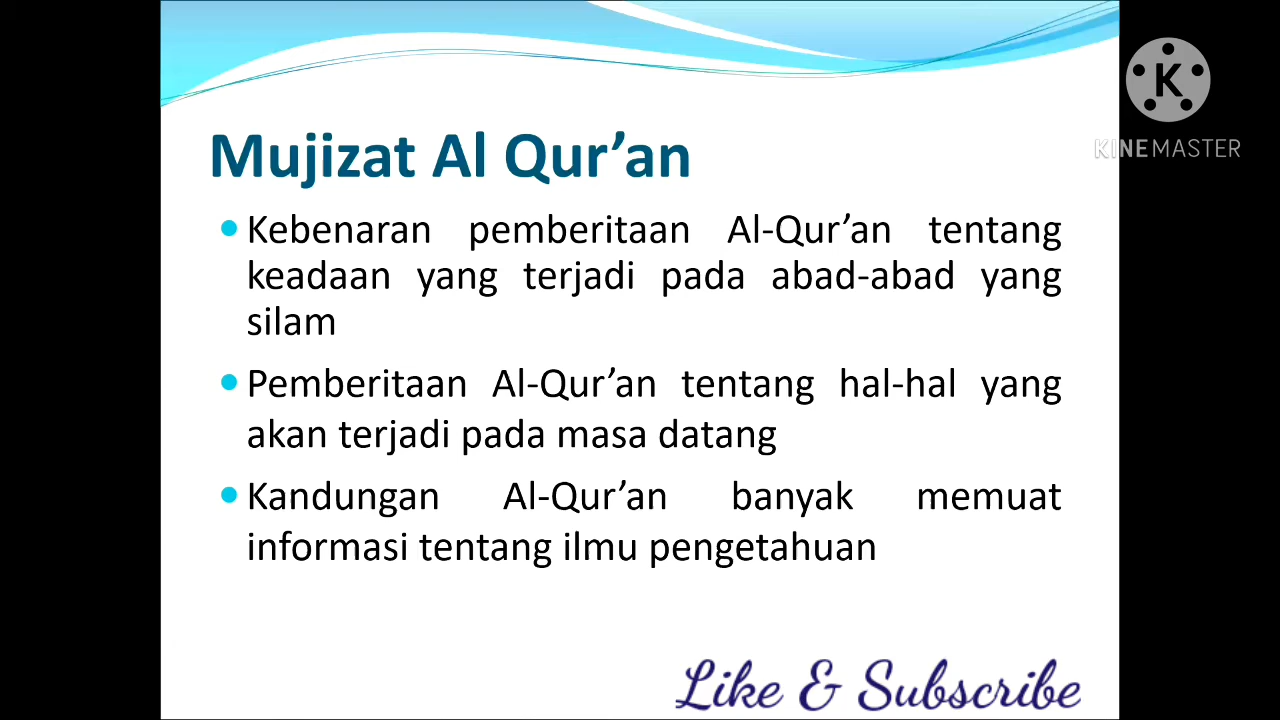 K
KINEMASTER
Mujizat Al Qur’an
Kebenaran pemberitaan Al-Qur’an tentang
keadaan yang terjadi pada abad-abad yang
silam
Pemberitaan Al-Qur’an tentang hal-hal yang
akan terjadi pada masa datang
Kandungan Al-Qur’an banyak memuat
informasi tentang ilmu pengetahuan
Like & Subscribe